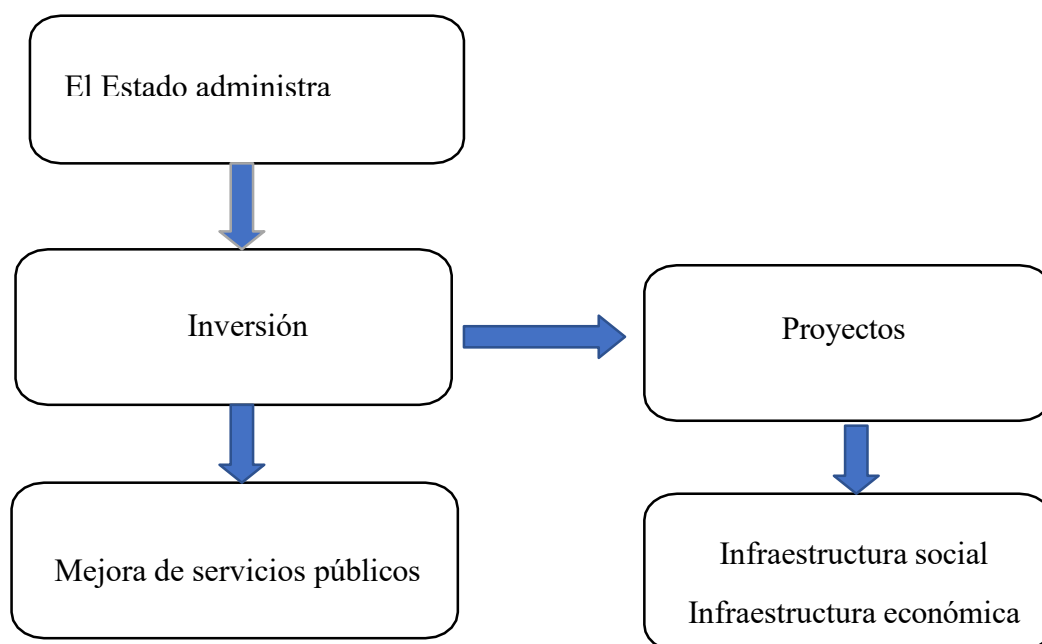 El Estado administra
Inversión
Proyectos
Mejora de servicios públicos
Infraestructura social
Infraestructura económica